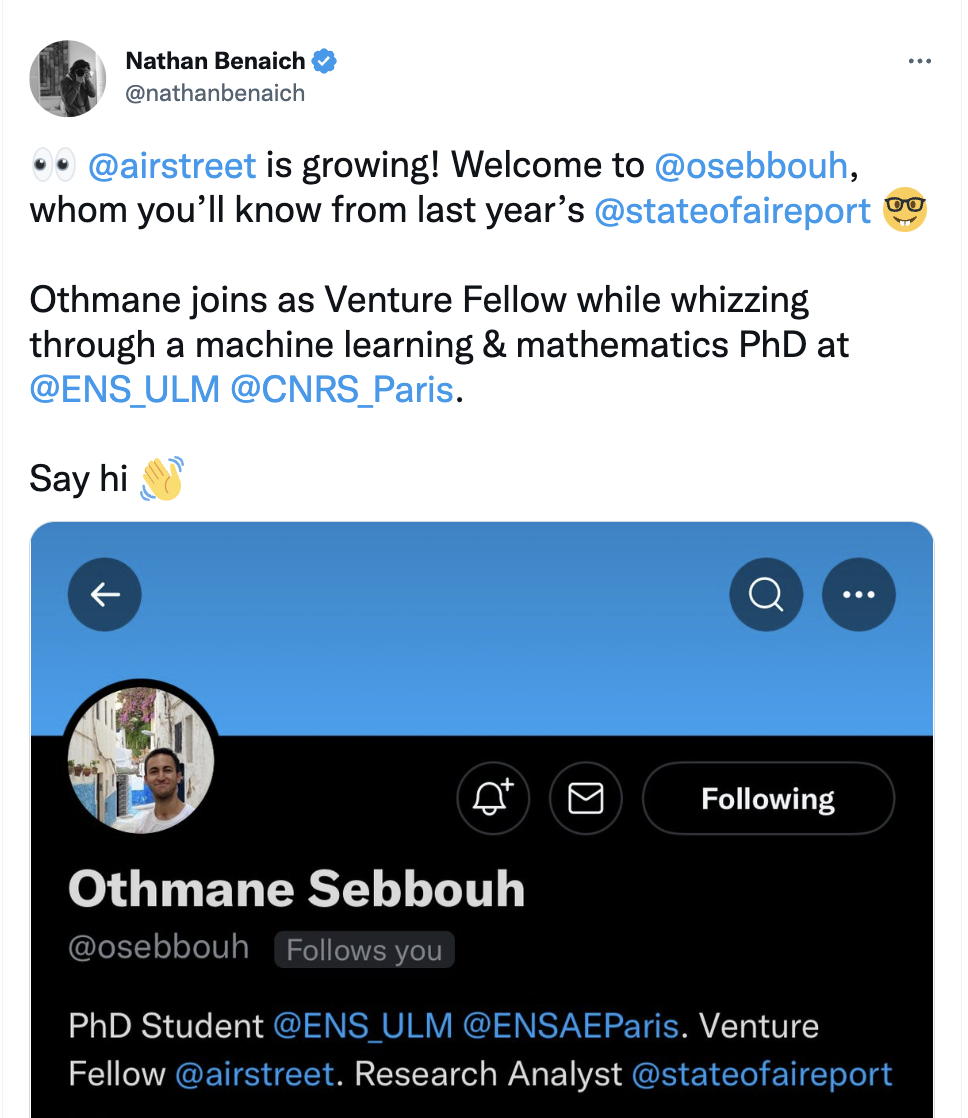 Nathan Benaich
@nathanbenaich
👀 @airstreet is growing! Welcome to @osebbouh,
whom you’ll know from last year’s @stateofaireport 🤓
Othmane joins as Venture Fellow while whizzing
through a machine learning & mathematics PhD at
@ENS_ULM @CNRS_Paris.
Say hi 👋
Following
Othmane Sebbouh
@osebbouh Follows you
PhD Student @ENS_ULM @ENSAEParis. Venture
Fellow @airstreet. Research Analyst @stateofaireport